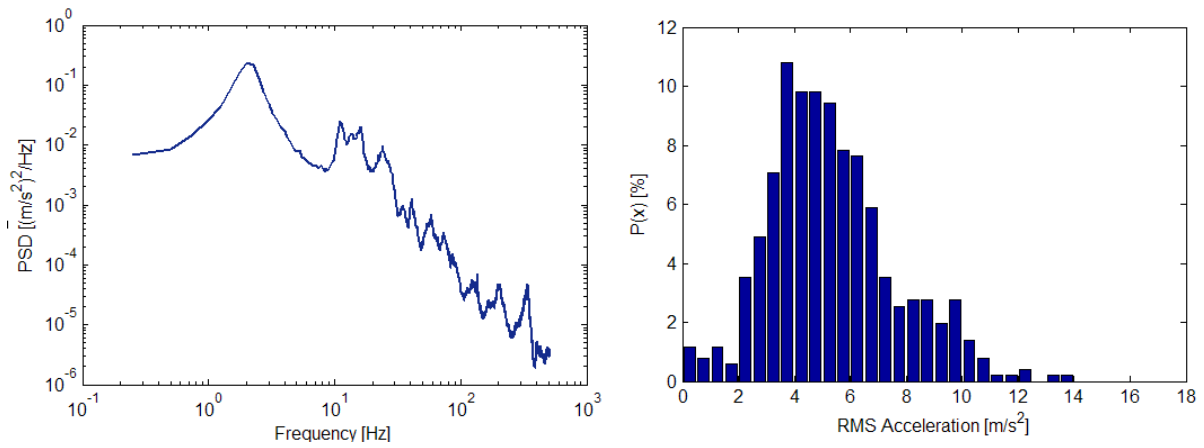 10^0
10^-1
10^-2
10^-3
10^-4
10^-5
10^-6
PSD [(m/s^2)^2/Hz]
10^-1 10^0 10^1 10^2 10^3
Frequency [Hz]
12
10
8
6
4
2
0
P(x) [%]
0 2 4 6 8 10 12 14 16 18
RMS Acceleration [m/s^2]